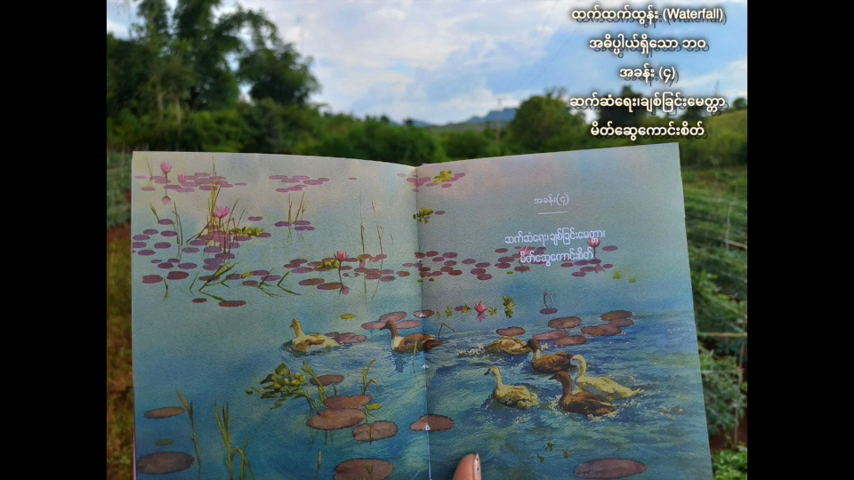 ထက်ထက်ထွန်း (Waterfall)
အဓိပ္ပါယ်ရှိသော ဘဝ
အခန်း (၄)
ဆက်ဆံရေး၊ချစ်ခြင်းမေတ္တာ
မိတ်ဆွေကောင်းစိတ်
အခန်း(၄)
ဆက်ဆံရေး၊ချစ်ခြင်းမေတ္တာ၊
မိတ်ဆွေကောင်းစိတ်